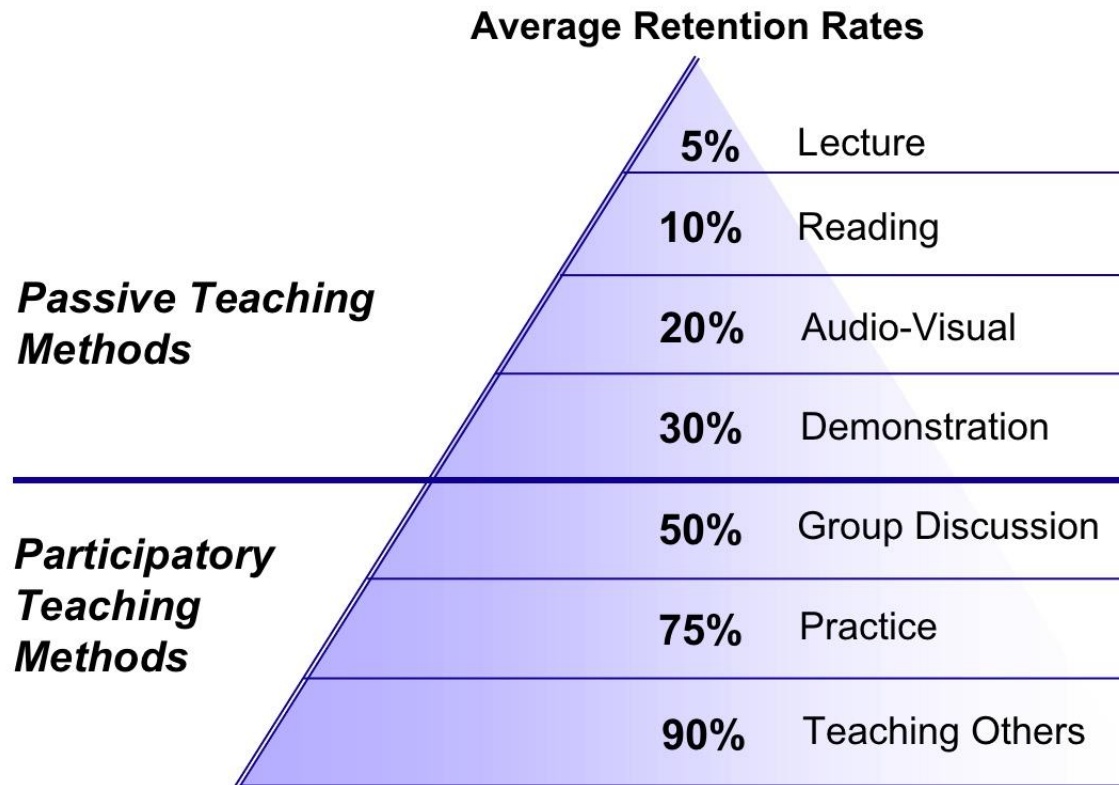 Average Retention Rates
5% Lecture
10% Reading
20% Audio-Visual
30% Demonstration
Passive Teaching
Methods
50% Group Discussion
75% Practice
90% Teaching Others
Participatory
Teaching
Methods